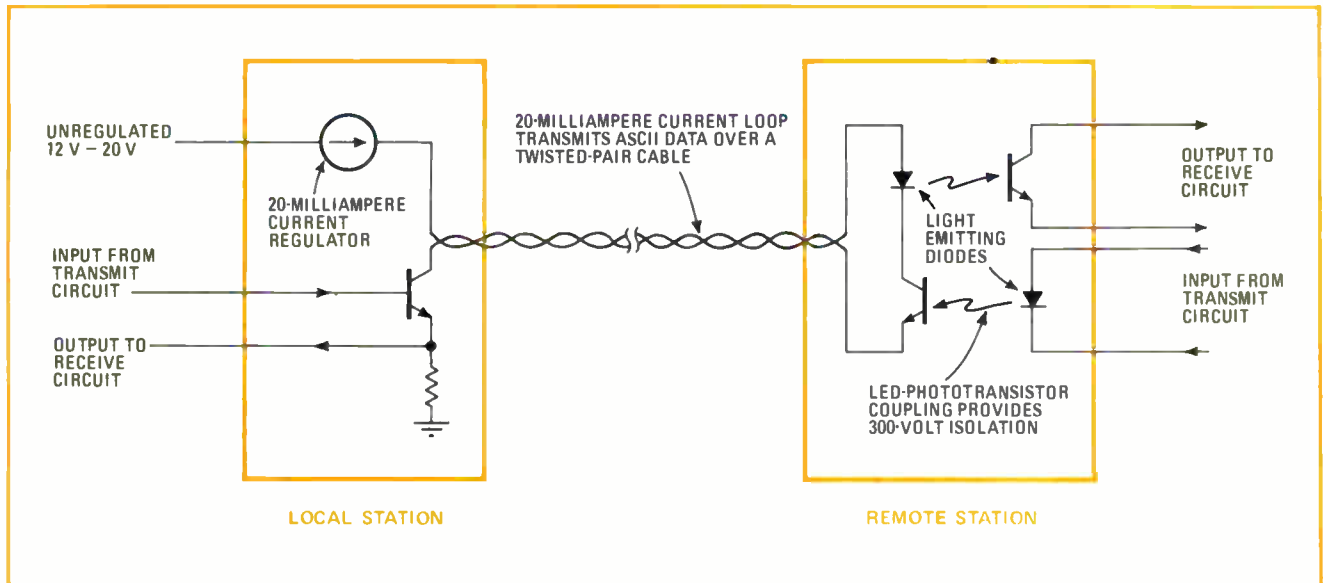 UNREGULATED
12 V – 20 V
20-MILLIAMPERE
CURRENT
REGULATOR
INPUT FROM
TRANSMIT
CIRCUIT
OUTPUT TO
RECEIVE
CIRCUIT
LOCAL STATION
20-MILLIAMPERE CURRENT LOOP
TRANSMITS ASCII DATA OVER A
TWISTED-PAIR CABLE
LIGHT
EMITTING
DIODES
OUTPUT TO
RECEIVE
CIRCUIT
INPUT FROM
TRANSMIT
CIRCUIT
LED-PHOTOTRANSISTOR
COUPLING PROVIDES
300-VOLT ISOLATION
REMOTE STATION